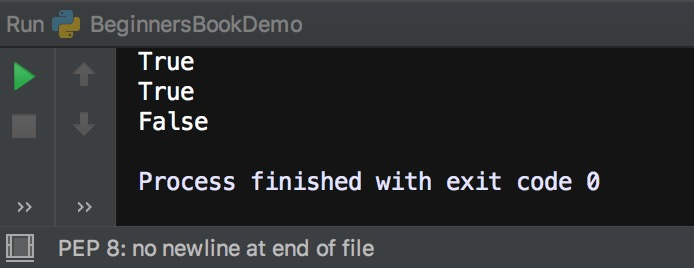 Run BeginnersBookDemo
True
True
False
Process finished with exit code 0
PEP 8: no newline at end of file